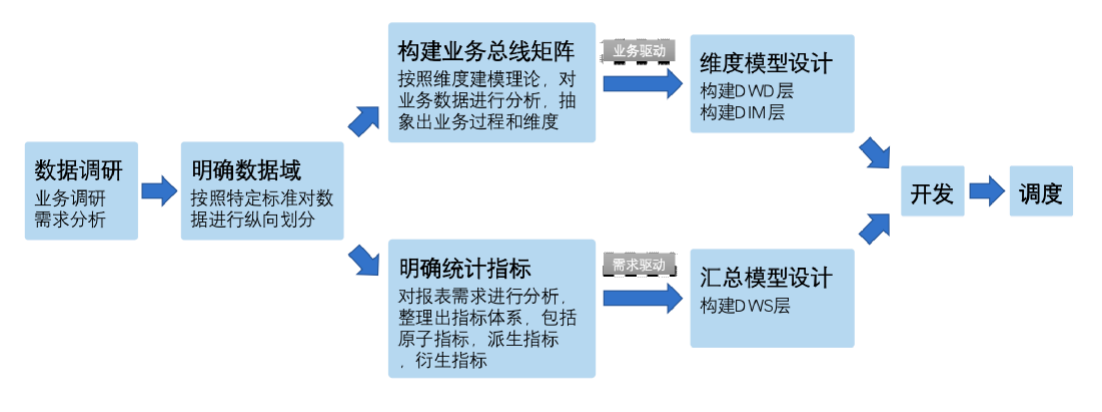 数据调研
业务调研
需求分析
明确数据域
按照特定标准对数
据进行纵向划分
构建业务总线矩阵
按照维度建模理论，对
业务数据进行分析，抽
象出业务过程和维度
业务驱动
维度模型设计
构建DWD层
构建DIM层
明确统计指标
对报表需求进行分析，
整理出指标体系，包括
原子指标，派生指标
，衍生指标
需求驱动
汇总模型设计
构建DWS层
开发
调度